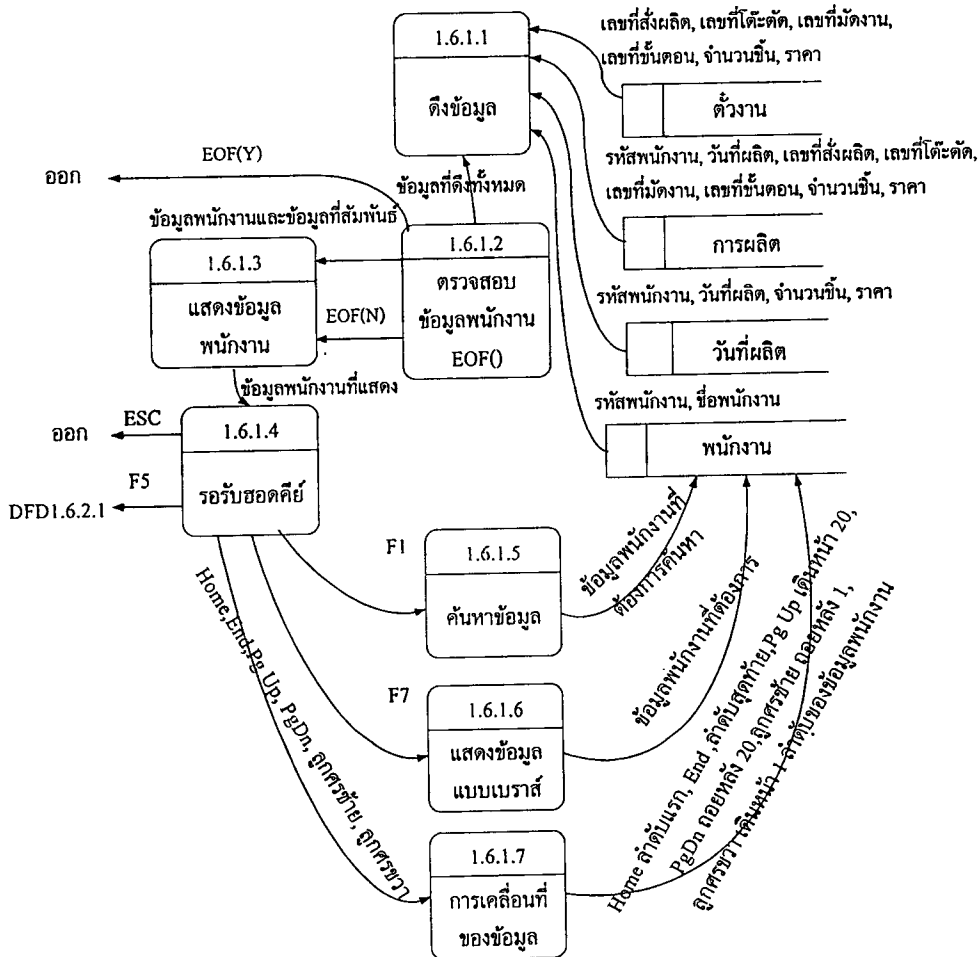 เลขที่สั่งผลิต, เลขที่โต๊ะตัด, เลขที่มัดงาน,
เลขที่ขั้นตอน, จำนวนชิ้น, ราคา
1.6.1.1
ดึงข้อมูล
ตั๋วงาน
EOF(Y)
ออก
ข้อมูลที่ดึงทั้งหมด
รหัสพนักงาน, วันที่ผลิต, เลขที่สั่งผลิต, เลขที่โต๊ะตัด,
เลขที่มัดงาน, เลขที่ขั้นตอน, จำนวนชิ้น, ราคา
การผลิต
ข้อมูลพนักงานและข้อมูลที่สัมพันธ์
1.6.1.2
ตรวจสอบ
ข้อมูลพนักงาน
EOF()
1.6.1.3
แสดงข้อมูล
พนักงาน
EOF(N)
รหัสพนักงาน, วันที่ผลิต, จำนวนชิ้น, ราคา
วันที่ผลิต
ข้อมูลพนักงานที่แสดง
รหัสพนักงาน, ชื่อพนักงาน
พนักงาน
ออก
ESC
1.6.1.4
รอรับฮอดคีย์
F5
DFD1.6.2.1
F1
1.6.1.5
ค้นหาข้อมูล
ข้อมูลพนักงานที่
ต้องการค้นหา
F7
1.6.1.6
แสดงข้อมูล
แบบเบราส์
ข้อมูลพนักงานที่ต้องการ
Home,End,Pg Up, PgDn, ลูกศรซ้าย, ลูกศรขวา
1.6.1.7
การเคลื่อนที่
ของข้อมูล
Home ลำดับแรก, End ,ลำดับสุดท้าย,Pg Up เดินหน้า 20,
PgDn ถอยหลัง 20,ลูกศรซ้าย ถอยหลัง 1,
ลูกศรขวา เดินหน้า 1 ลำดับของข้อมูลพนักงาน